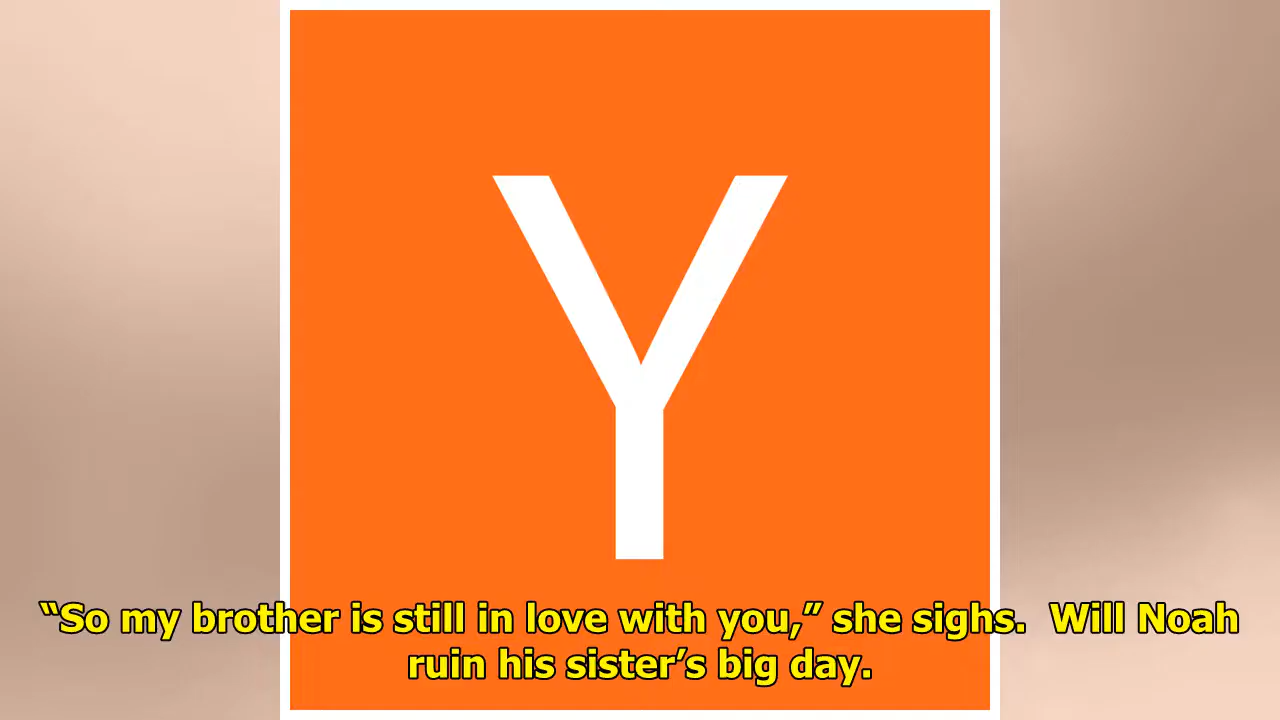 Y
“So my brother is still in love with you,” she sighs.  Will Noah
ruin his sister’s big day.